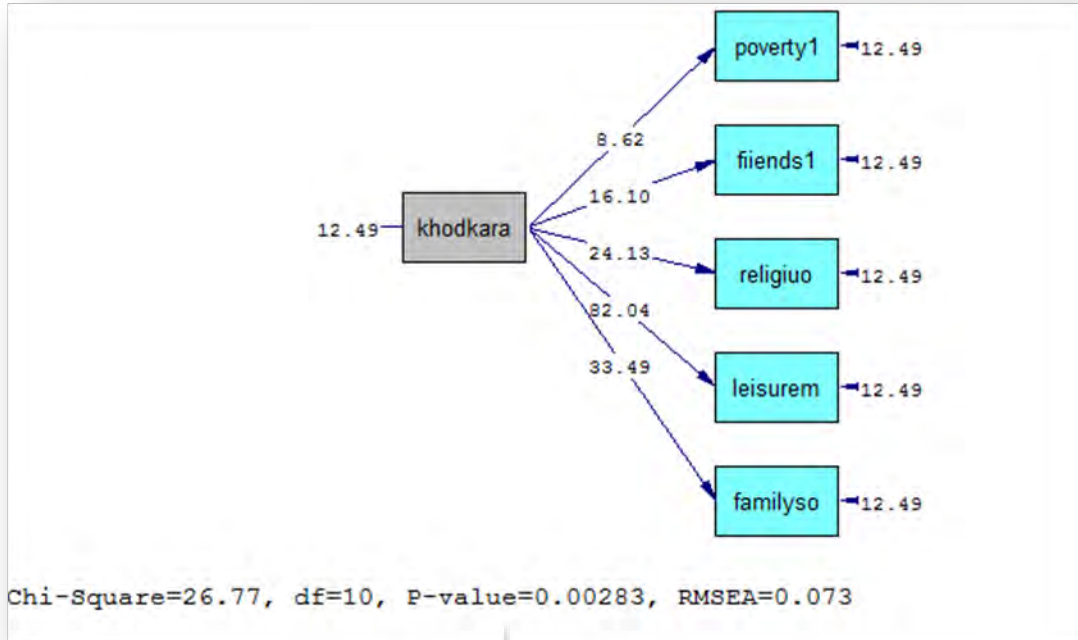 poverty1
12.49
8.62
fiiends1
12.49
16.10
12.49
khodkara
24.13
religiuo
12.49
82.04
leisurem
12.49
33.49
familyso
12.49
Chi-Square=26.77, df=10, P-value=0.00283, RMSEA=0.073